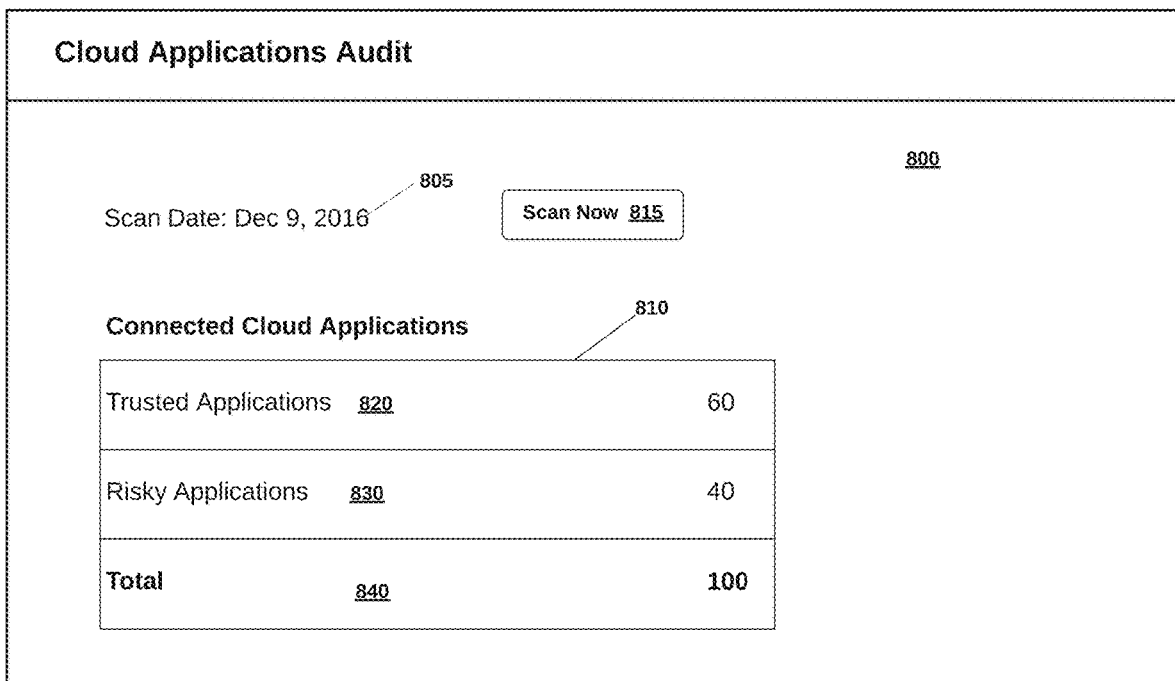 Cloud Applications Audit
800
805
Scan Date: Dec 9, 2016
Scan Now 815
810
Connected Cloud Applications
Trusted Applications 820 60
Risky Applications 830 40
Total 840 100